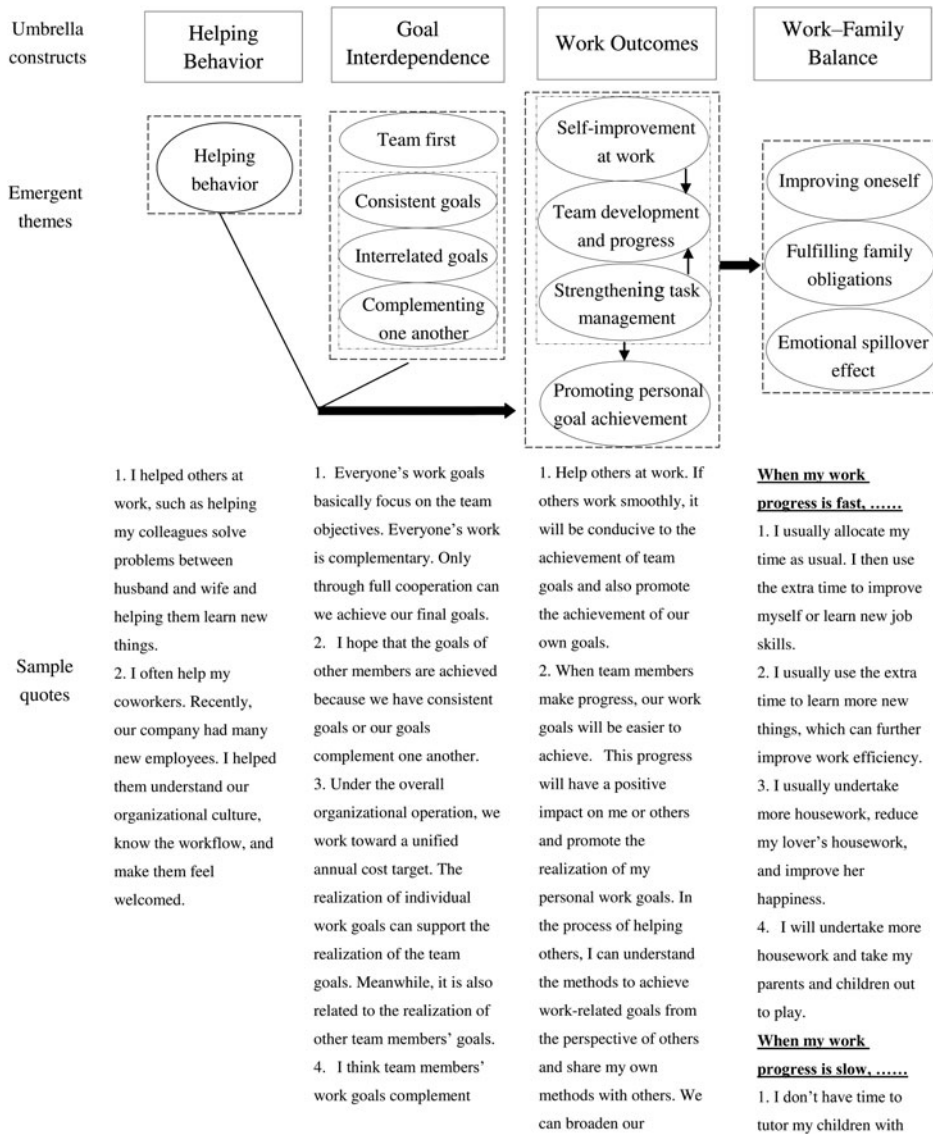 Umbrella
constructs
Helping
Behavior
Goal
Interdependence
Work Outcomes
Work–Family
Balance
Emergent
themes
Helping
behavior
Team first
Consistent goals
Interrelated goals
Complementing
one another
Self-improvement
at work
Team development
and progress
Strengthening task
management
Promoting personal
goal achievement
Improving oneself
Fulfilling family
obligations
Emotional spillover
effect
Sample
quotes
1. I helped others at
work, such as helping
my colleagues solve
problems between
husband and wife and
helping them learn new
things.
2. I often help my
coworkers. Recently,
our company had many
new employees. I helped
them understand our
organizational culture,
know the workflow, and
make them feel
welcomed.
1. Everyone's work goals
basically focus on the team
objectives. Everyone's work
is complementary. Only
through full cooperation can
we achieve our final goals.
2. I hope that the goals of
other members are achieved
because we have consistent
goals or our goals
complement one another.
3. Under the overall
organizational operation, we
work toward a unified
annual cost target. The
realization of individual
work goals can support the
realization of the team
goals. Meanwhile, it is also
related to the realization of
other team members' goals.
4. I think team members'
work goals complement
1. Help others at work. If
others work smoothly, it
will be conducive to the
achievement of team
goals and also promote
the achievement of our
own goals.
2. When team members
make progress, our work
goals will be easier to
achieve. This progress
will have a positive
impact on me or others
and promote the
realization of my
personal work goals. In
the process of helping
others, I can understand
the methods to achieve
work-related goals from
the perspective of others
and share my own
methods with others. We
can broaden our
When my work
progress is fast, ……
1. I usually allocate my
time as usual. I then use
the extra time to improve
myself or learn new job
skills.
2. I usually use the extra
time to learn more new
things, which can further
improve work efficiency.
3. I usually undertake
more housework, reduce
my lover's housework,
and improve her
happiness.
4. I will undertake more
housework and take my
parents and children out
to play.
When my work
progress is slow, ……
1. I don't have time to
tutor my children with